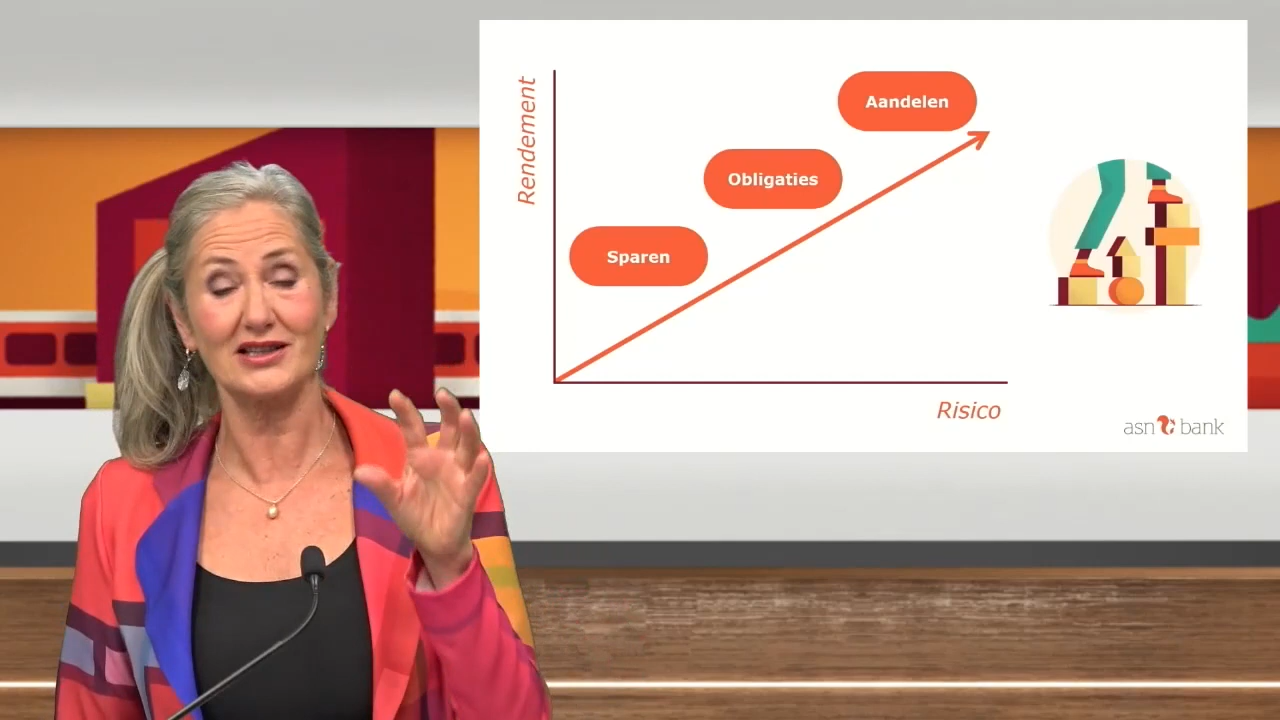 Rendement
Aandelen
Obligaties
Sparen
Risico
asn bank